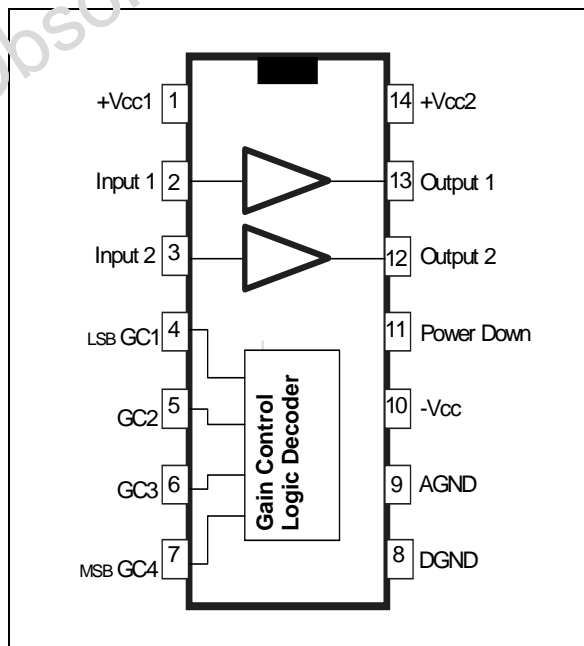 +Vcc1 1
14 +Vcc2
Input 1 2
13 Output 1
Input 2 3
12 Output 2
LSB GC1 4
11 Power Down
GC2 5
10 -Vcc
GC3 6
9 AGND
MSB GC4 7
8 DGND
Gain Control
Logic Decoder